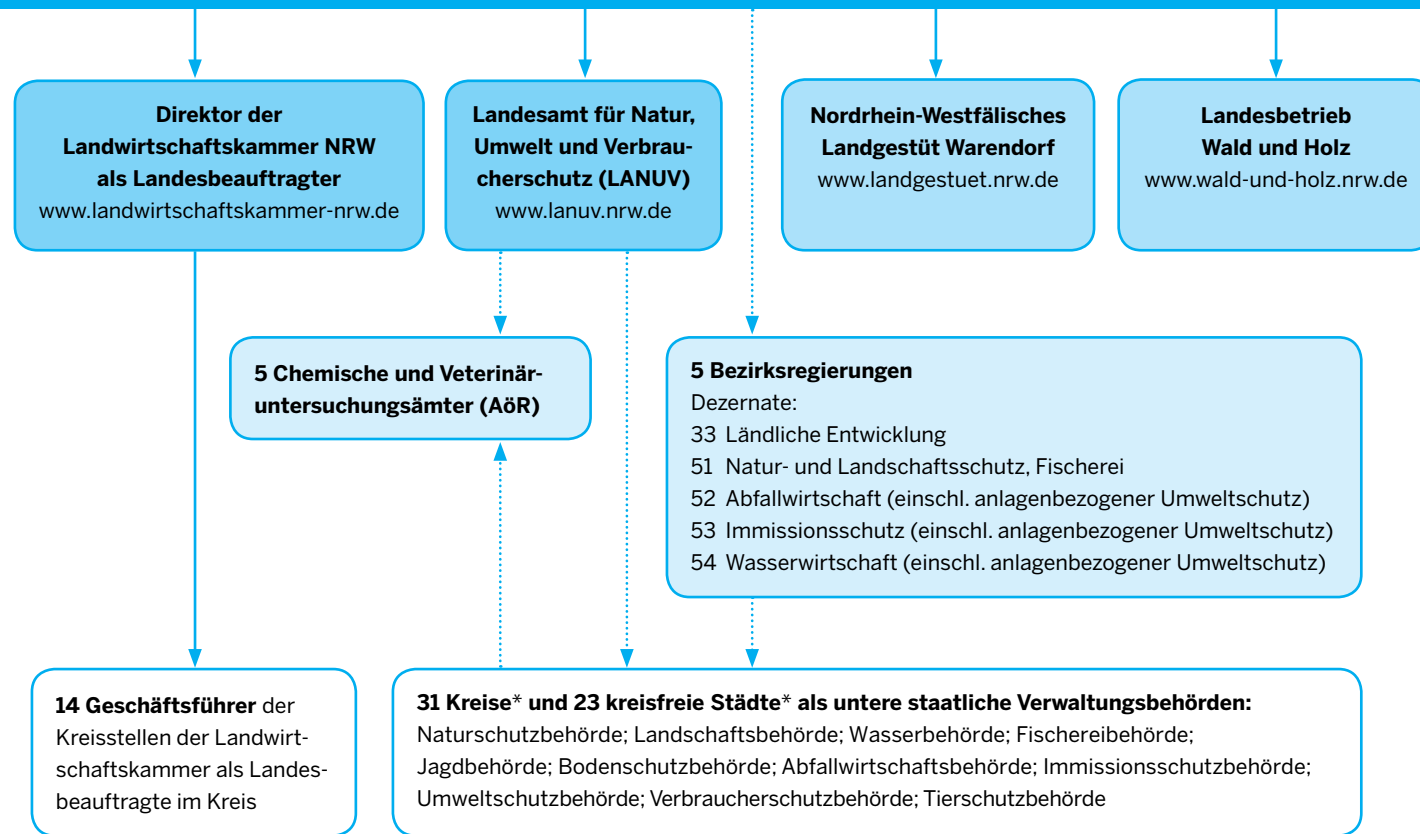 Direktor der
Landwirtschaftskammer NRW
als Landesbeauftragter
www.landwirtschaftskammer-nrw.de
Landesamt für Natur,
Umwelt und Verbrau-
cherschutz (LANUV)
www.lanuv.nrw.de
Nordrhein-Westfälisches
Landgestüt Warendorf
www.landgestuet.nrw.de
Landesbetrieb
Wald und Holz
www.wald-und-holz.nrw.de
5 Chemische und Veterinär-
untersuchungsämter (AöR)
5 Bezirksregierungen
Dezernate:
33 Ländliche Entwicklung
51 Natur- und Landschaftsschutz, Fischerei
52 Abfallwirtschaft (einschl. anlagenbezogener Umweltschutz)
53 Immissionsschutz (einschl. anlagenbezogener Umweltschutz)
54 Wasserwirtschaft (einschl. anlagenbezogener Umweltschutz)
14 Geschäftsführer der
Kreisstellen der Landwirt-
schaftskammer als Landes-
beauftragte im Kreis
31 Kreise* und 23 kreisfreie Städte* als untere staatliche Verwaltungsbehörden:
Naturschutzbehörde; Landschaftsbehörde; Wasserbehörde; Fischereibehörde;
Jagdbehörde; Bodenschutzbehörde; Abfallwirtschaftsbehörde; Immissionsschutzbehörde;
Umweltschutzbehörde; Verbraucherschutzbehörde; Tierschutzbehörde